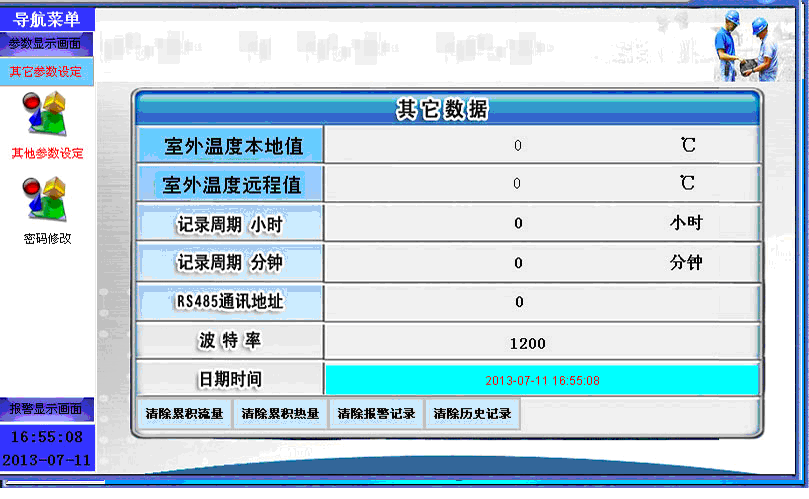 导航菜单
参数显示画面
其它参数设定
其他参数设定
密码修改
报警显示画面
16:55:08
2013-07-11
其它数据
室外温度本地值 0 ℃
室外温度远程值 0 ℃
记录周期 小时 0 小时
记录周期 分钟 0 分钟
RS485通讯地址 0
波特率 1200
日期时间 2013-07-11 16:55:08
清除累积流量 清除累积热量 清除报警记录 清除历史记录